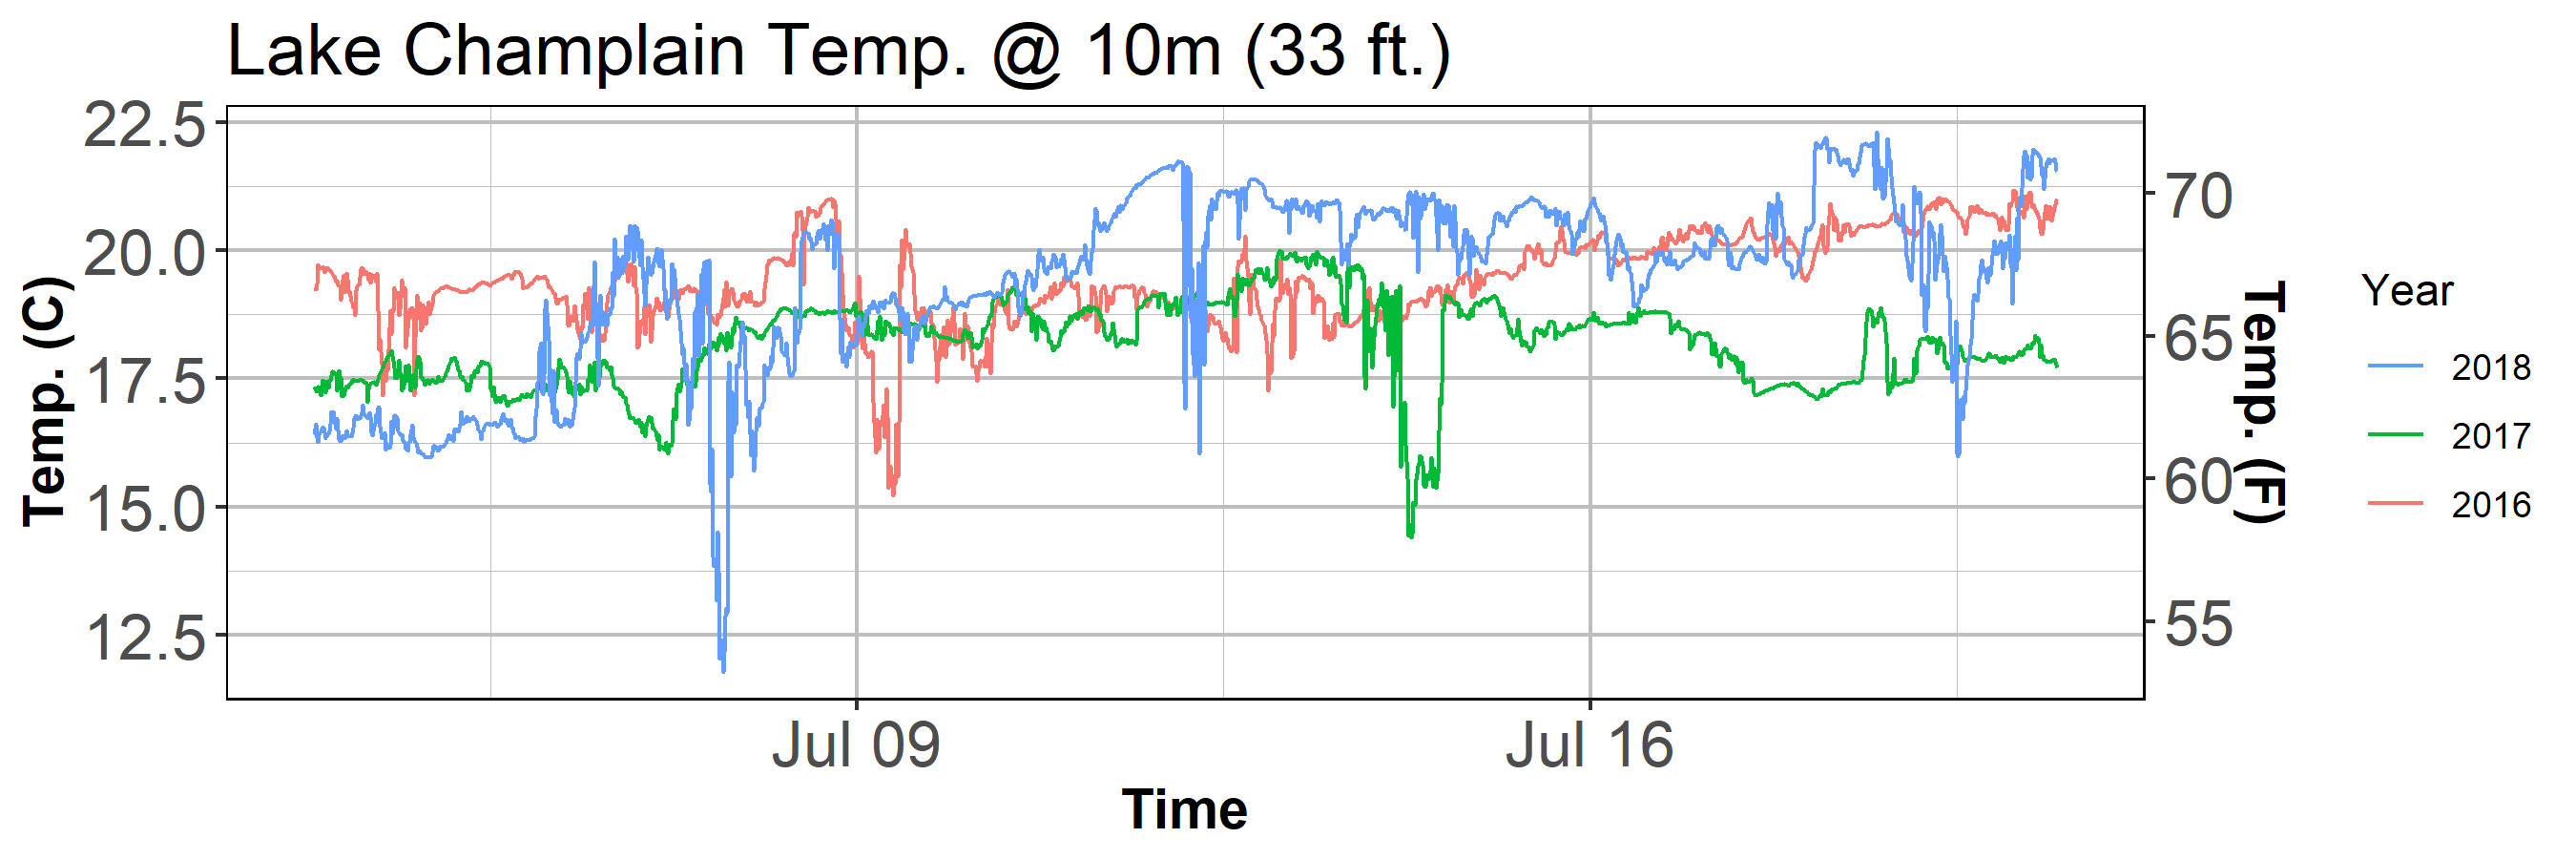 Lake Champlain Temp. @ 10m (33 ft.)
22.5
20.0
17.5
15.0
12.5
Temp. (C)
70
65
60
55
Temp. (F)
Jul 09
Jul 16
Time
Year
2018
2017
2016